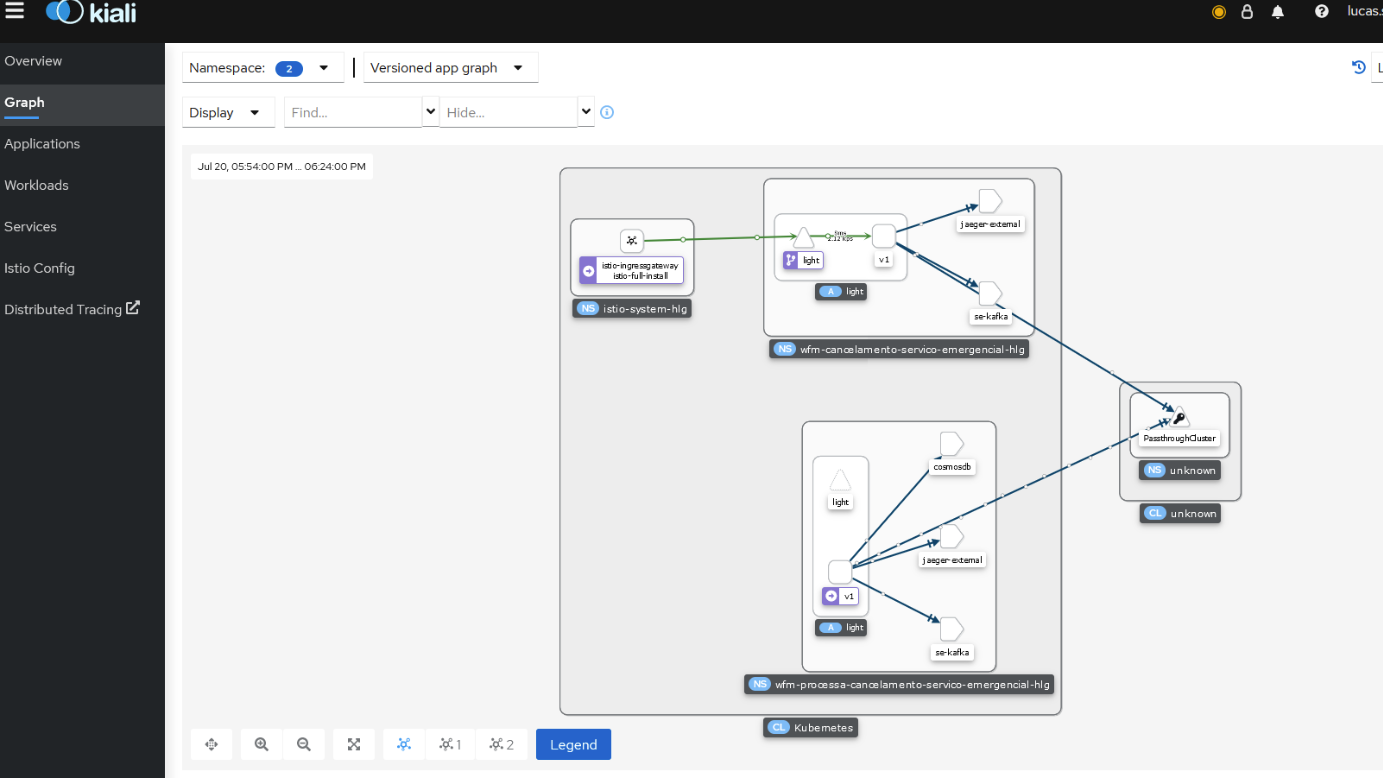 kiali
lucas.s
Overview
Graph
Applications
Workloads
Services
Istio Config
Distributed Tracing
Namespace: 2
Versioned app graph
Display
Find...
Hide...
Jul 20, 05:54:00 PM ... 06:24:00 PM
istio-ingressgateway
istio-full-install
NS istio-system-hlg
light
v1
A light
jaeger-external
se-kafka
NS wfm-cancelamento-servico-emergencial-hlg
PassthroughCluster
NS unknown
CL unknown
cosmosdb
light
jaeger-external
v1
A light
se-kafka
NS wfm-processa-cancelamento-servico-emergencial-hlg
CL Kubernetes
1
2
Legend